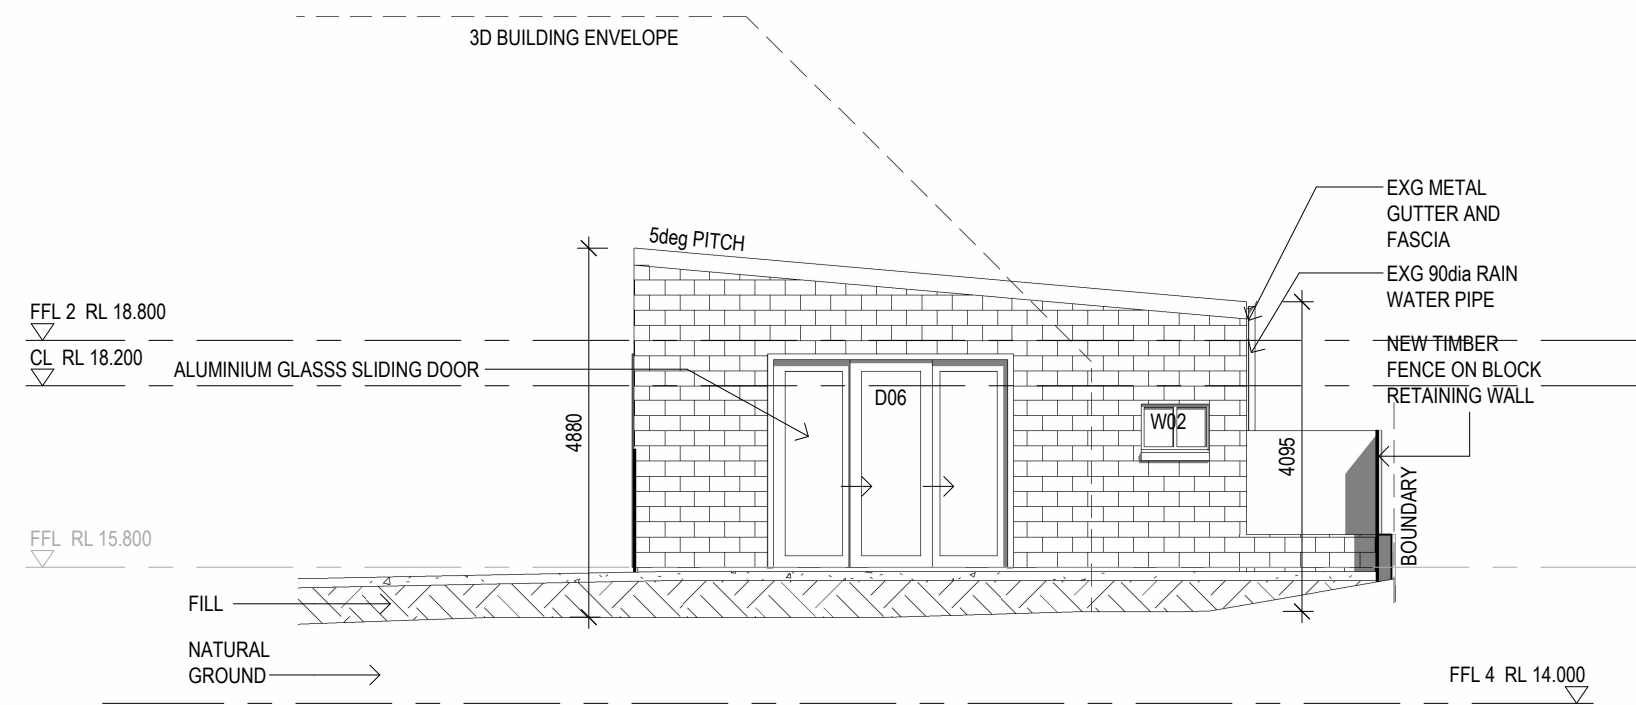 3D BUILDING ENVELOPE
5deg PITCH
EXG METAL
GUTTER AND
FASCIA
EXG 90dia RAIN
WATER PIPE
FFL 2 RL 18.800
CL RL 18.200
ALUMINIUM GLASSS SLIDING DOOR
NEW TIMBER
FENCE ON BLOCK
RETAINING WALL
D06
W02
4880
4095
BOUNDARY
FFL RL 15.800
FILL
NATURAL
GROUND
FFL 4 RL 14.000